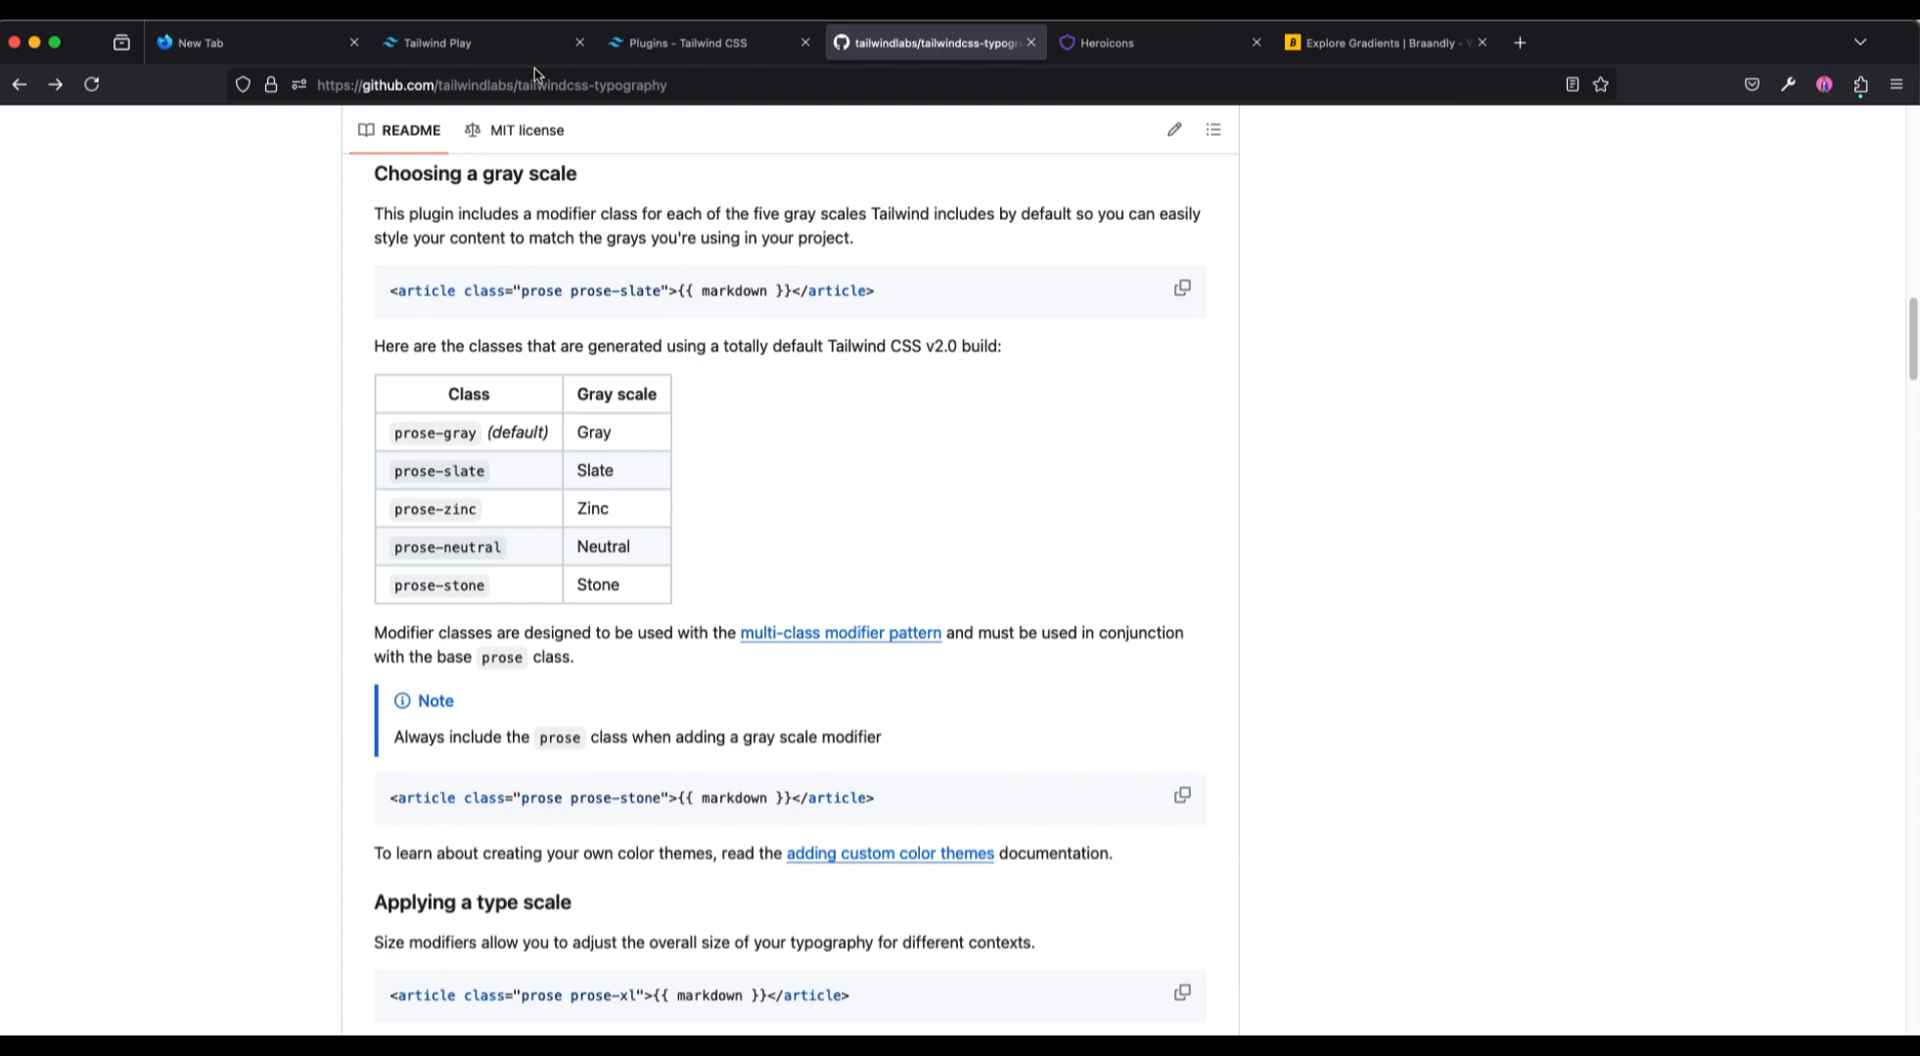 New Tab
Tailwind Play
Plugins - Tailwind CSS
tailwindlabs/tailwindcss-typogr
Heroicons
B Explore Gradients | Braandly -
https://github.com/tailwindlabs/tailwindcss-typography
README
MIT license
Choosing a gray scale
This plugin includes a modifier class for each of the five gray scales Tailwind includes by default so you can easily
style your content to match the grays you're using in your project.
<article class="prose prose-slate">{{ markdown }}</article>
Here are the classes that are generated using a totally default Tailwind CSS v2.0 build:
Class Gray scale
prose-gray (default) Gray
prose-slate Slate
prose-zinc Zinc
prose-neutral Neutral
prose-stone Stone
Modifier classes are designed to be used with the multi-class modifier pattern and must be used in conjunction
with the base prose class.
Note
Always include the prose class when adding a gray scale modifier
<article class="prose prose-stone">{{ markdown }}</article>
To learn about creating your own color themes, read the adding custom color themes documentation.
Applying a type scale
Size modifiers allow you to adjust the overall size of your typography for different contexts.
<article class="prose prose-xl">{{ markdown }}</article>